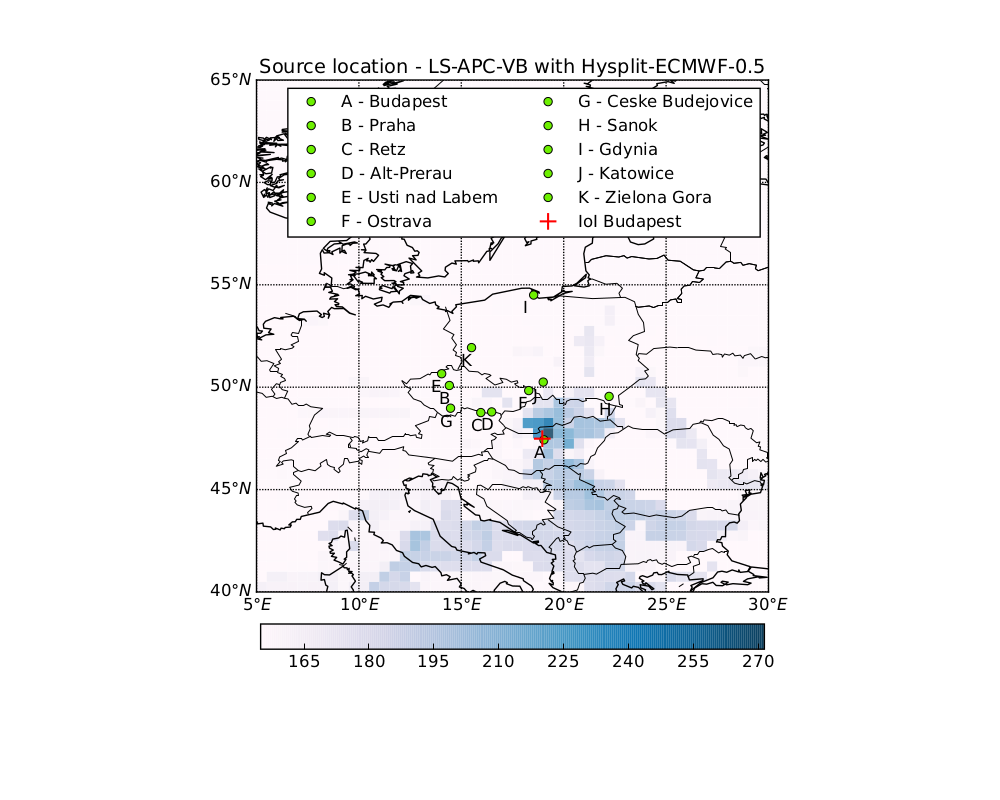 Source location - LS-APC-VB with Hysplit-ECMWF-0.5
65°N
A - Budapest
B - Praha
C - Retz
D - Alt-Prerau
E - Usti nad Labem
F - Ostrava
G - Ceske Budejovice
H - Sanok
I - Gdynia
J - Katowice
K - Zielona Gora
IoI Budapest
60°N
55°N
I
K
50°N
E
B
F
J
H
G
C
D
A
45°N
40°N
5°E 10°E 15°E 20°E 25°E 30°E
165 180 195 210 225 240 255 270